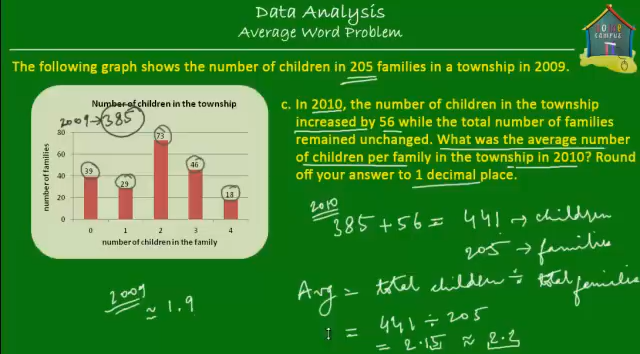 Data Analysis
Average Word Problem
HOME CAMPUS
The following graph shows the number of children in 205 families in a township in 2009.
Number of children in the township
2009→385
number of families
80
60
40
20
0
39
29
73
46
18
0 1 2 3 4
number of children in the family
c. In 2010, the number of children in the township
increased by 56 while the total number of families
remained unchanged. What was the average number
of children per family in the township in 2010? Round
off your answer to 1 decimal place.
2010
385 + 56 = 441 → children
205 → families
2009
≈ 1.9
Avg = total children ÷ total families
= 441 ÷ 205
= 2.15 ≈ 2.2